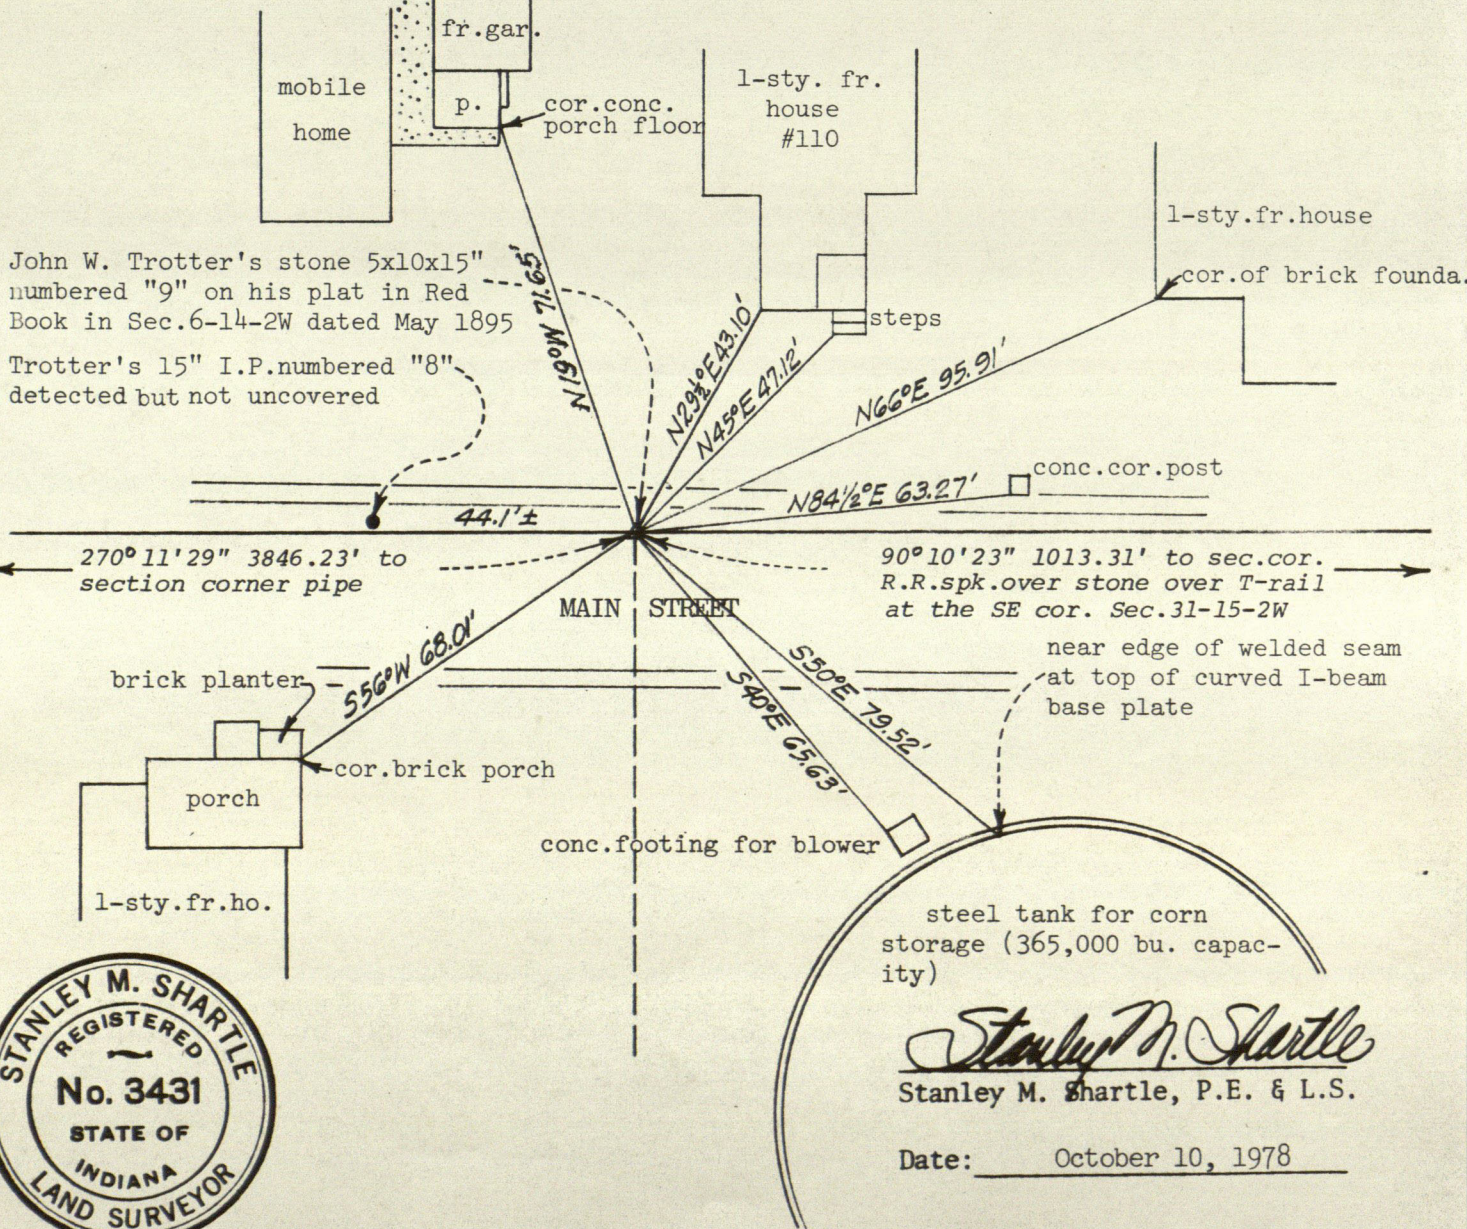 fr.gar.
mobile
home
p.
cor.conc.
porch floor
1-sty. fr.
house
#110
1-sty.fr.house
cor.of brick founda.
John W. Trotter's stone 5x10x15"
numbered "9" on his plat in Red
Book in Sec.6-14-2W dated May 1895
Trotter's 15" I.P.numbered "8"
detected but not uncovered
N19°W 71.65'
N29½°E 43.10'
steps
N45°E 47.12'
N66°E 95.91'
conc.cor.post
N84½°E 63.27'
44.1'±
270° 11'29" 3846.23' to
section corner pipe
90°10'23" 1013.31' to sec.cor.
R.R.spk.over stone over T-rail
at the SE cor. Sec.31-15-2W
MAIN STREET
near edge of welded seam
at top of curved I-beam
base plate
brick planter
S56°W 68.01'
S50°E 79.52'
S40°E 65.63'
cor.brick porch
porch
conc.footing for blower
1-sty.fr.ho.
steel tank for corn
storage (365,000 bu. capac-
ity)
STANLEY M. SHARTLE
REGISTERED
No. 3431
STATE OF
INDIANA
LAND SURVEYOR
Stanley M. Shartle
Stanley M. Shartle, P.E. & L.S.
Date: October 10, 1978